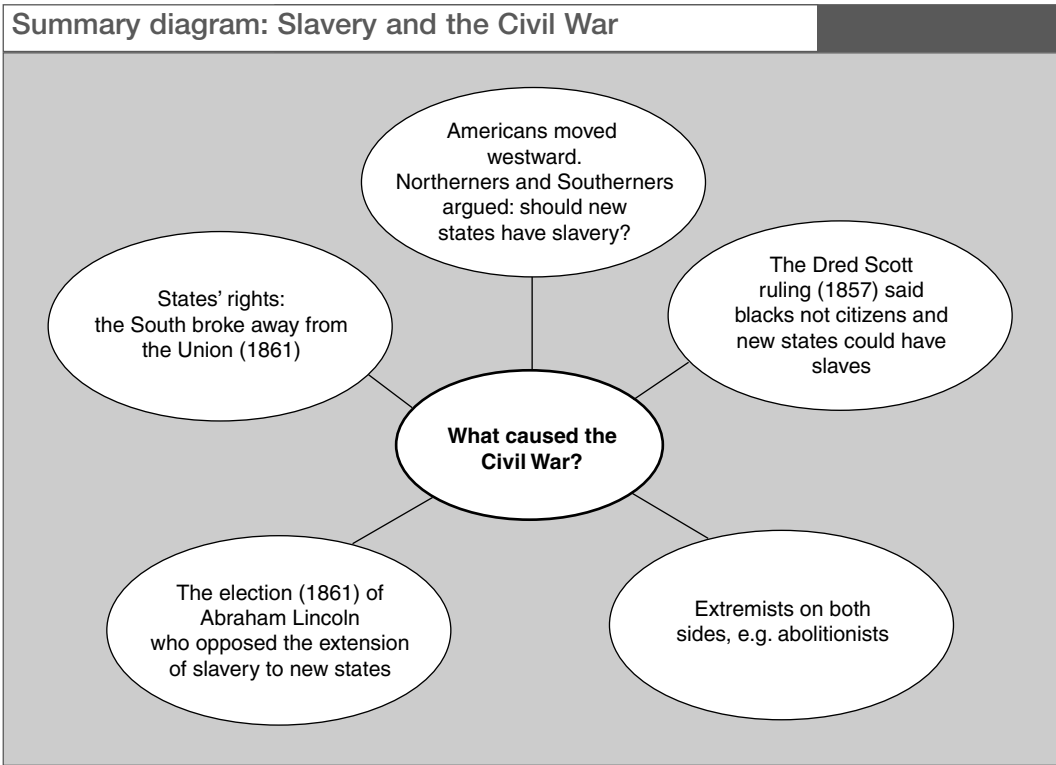 Summary diagram: Slavery and the Civil War
Americans moved
westward.
Northerners and Southerners
argued: should new
states have slavery?
The Dred Scott
ruling (1857) said
blacks not citizens and
new states could have
slaves
States’ rights:
the South broke away from
the Union (1861)
What caused the
Civil War?
The election (1861) of
Abraham Lincoln
who opposed the extension
of slavery to new states
Extremists on both
sides, e.g. abolitionists